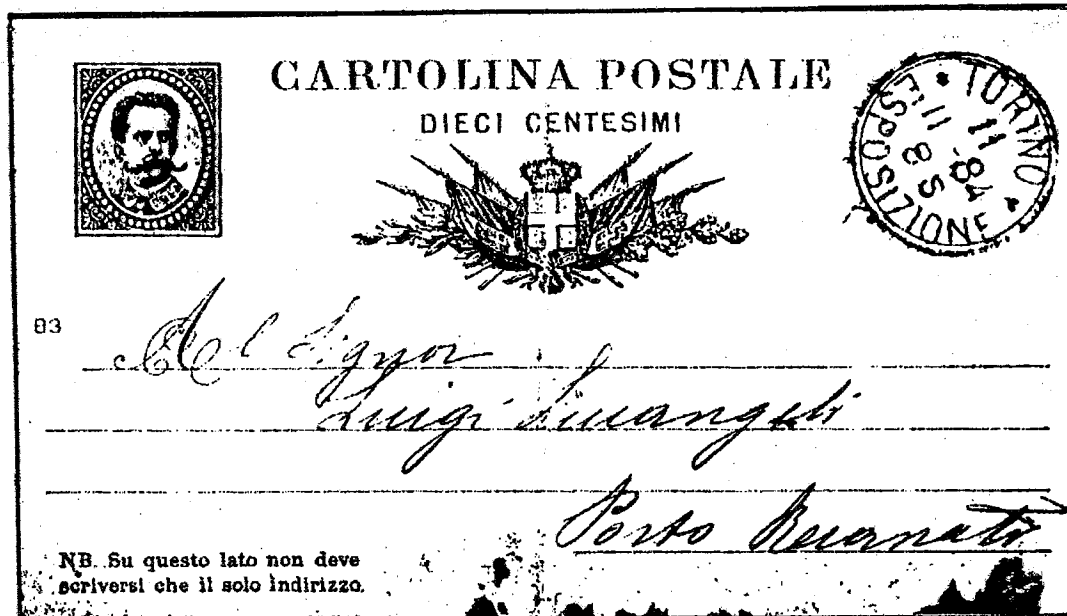 CARTOLINA POSTALE
DIECI CENTESIMI
TORINO
ESPOSIZIONE
11
-84
11
8 S
83
Al Signor
Luigi
Porto Recanati
NB. Su questo lato non deve
scriversi che il solo indirizzo.